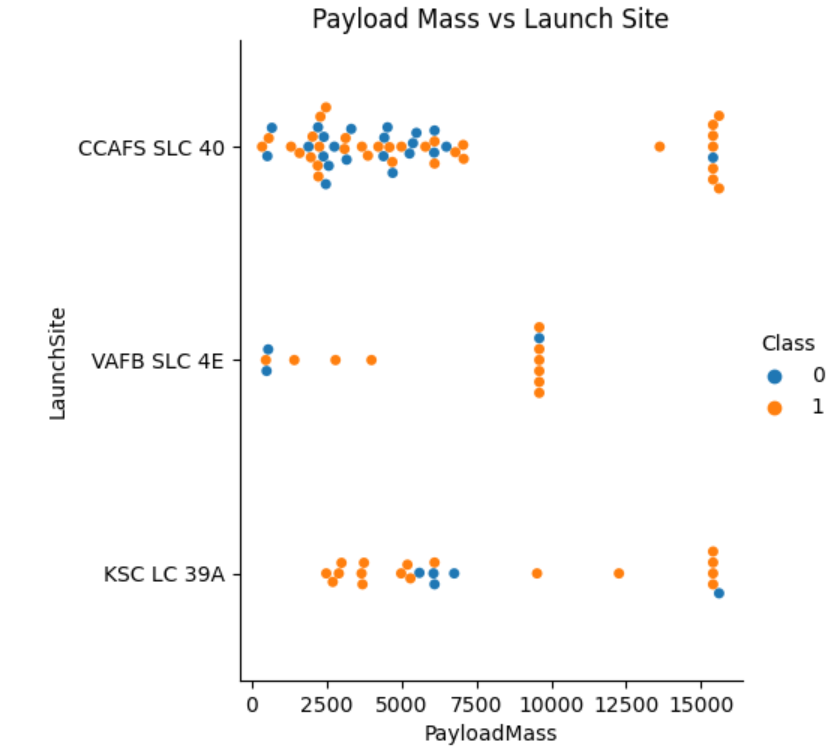 Payload Mass vs Launch Site
LaunchSite
CCAFS SLC 40
VAFB SLC 4E
KSC LC 39A
Class
0
1
0 2500 5000 7500 10000 12500 15000
PayloadMass